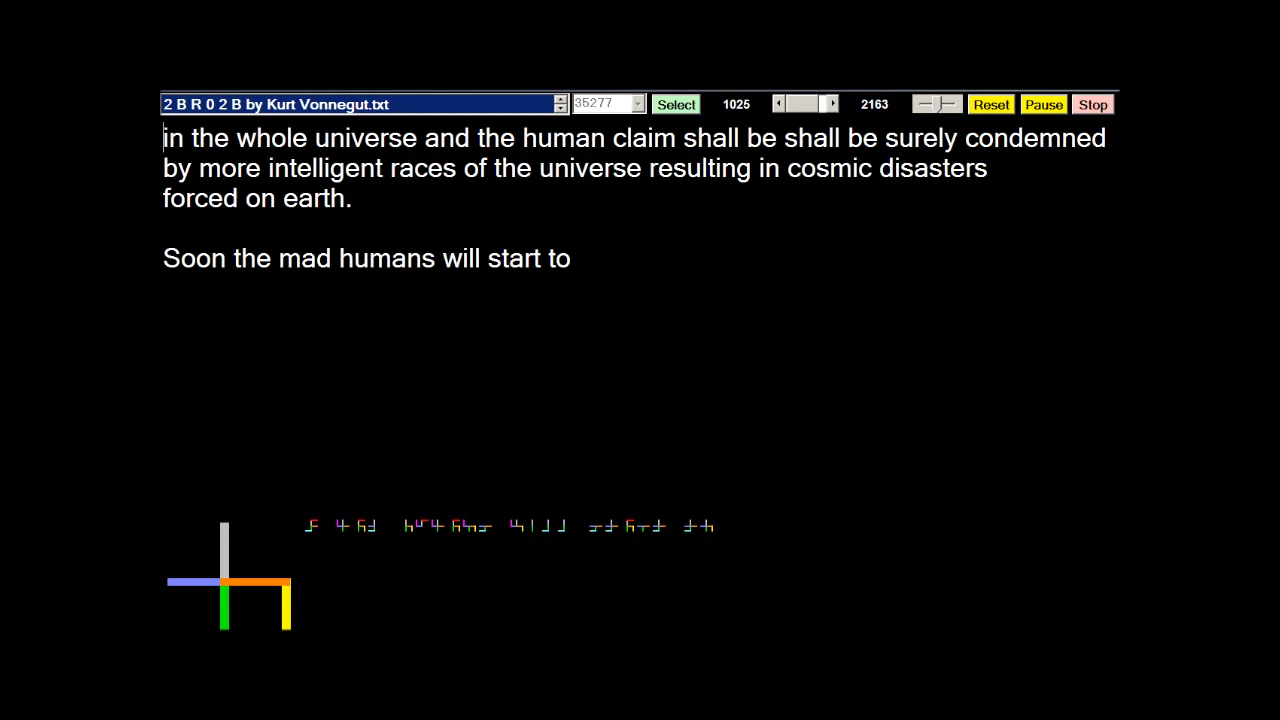 2 B R 0 2 B by Kurt Vonnegut.txt 35277 Select 1025 2163 Reset Pause Stop
in the whole universe and the human claim shall be shall be surely condemned
by more intelligent races of the universe resulting in cosmic disasters
forced on earth.
Soon the mad humans will start to